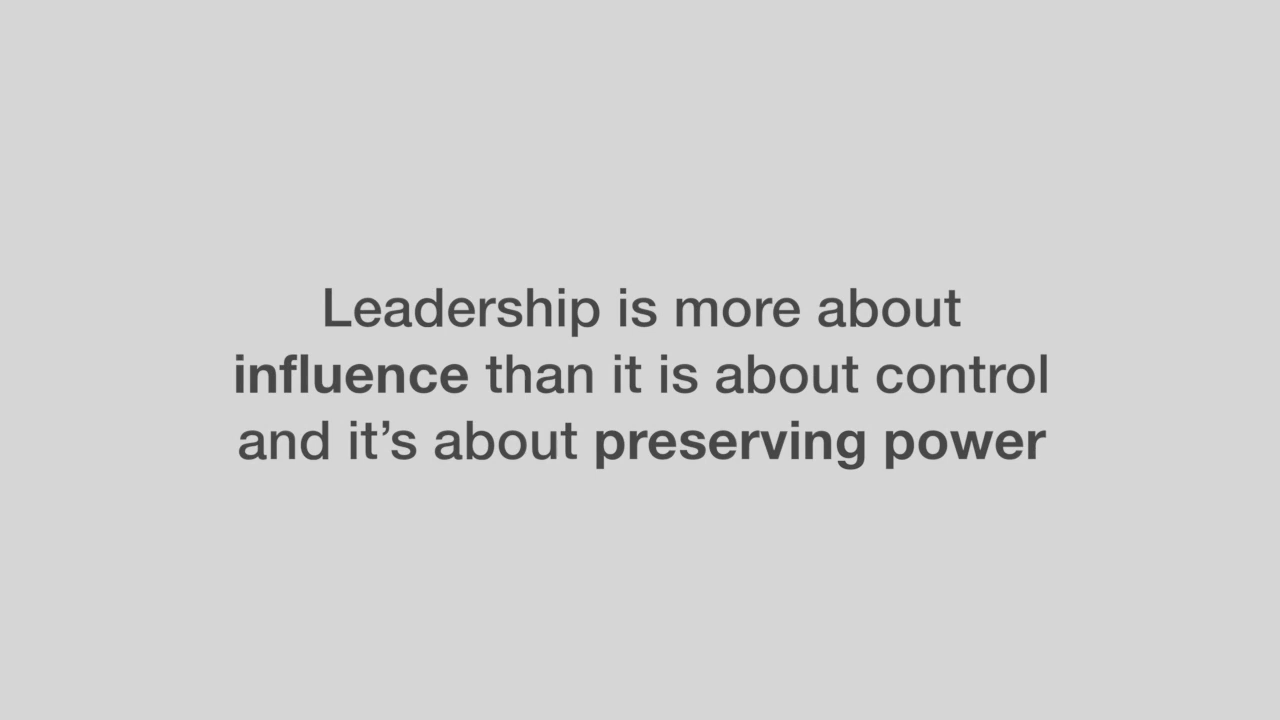 Leadership is more about
influence than it is about control
and it’s about preserving power